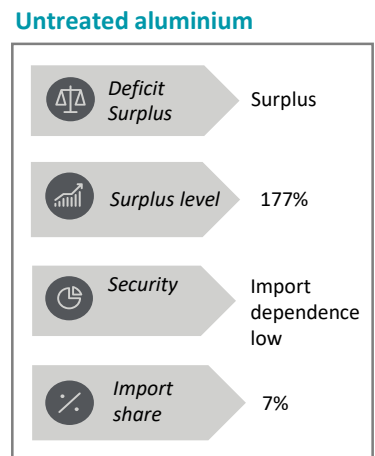 Untreated aluminium
Deficit
Surplus
Surplus
Surplus level
177%
Security
Import
dependence
low
Import
share
7%